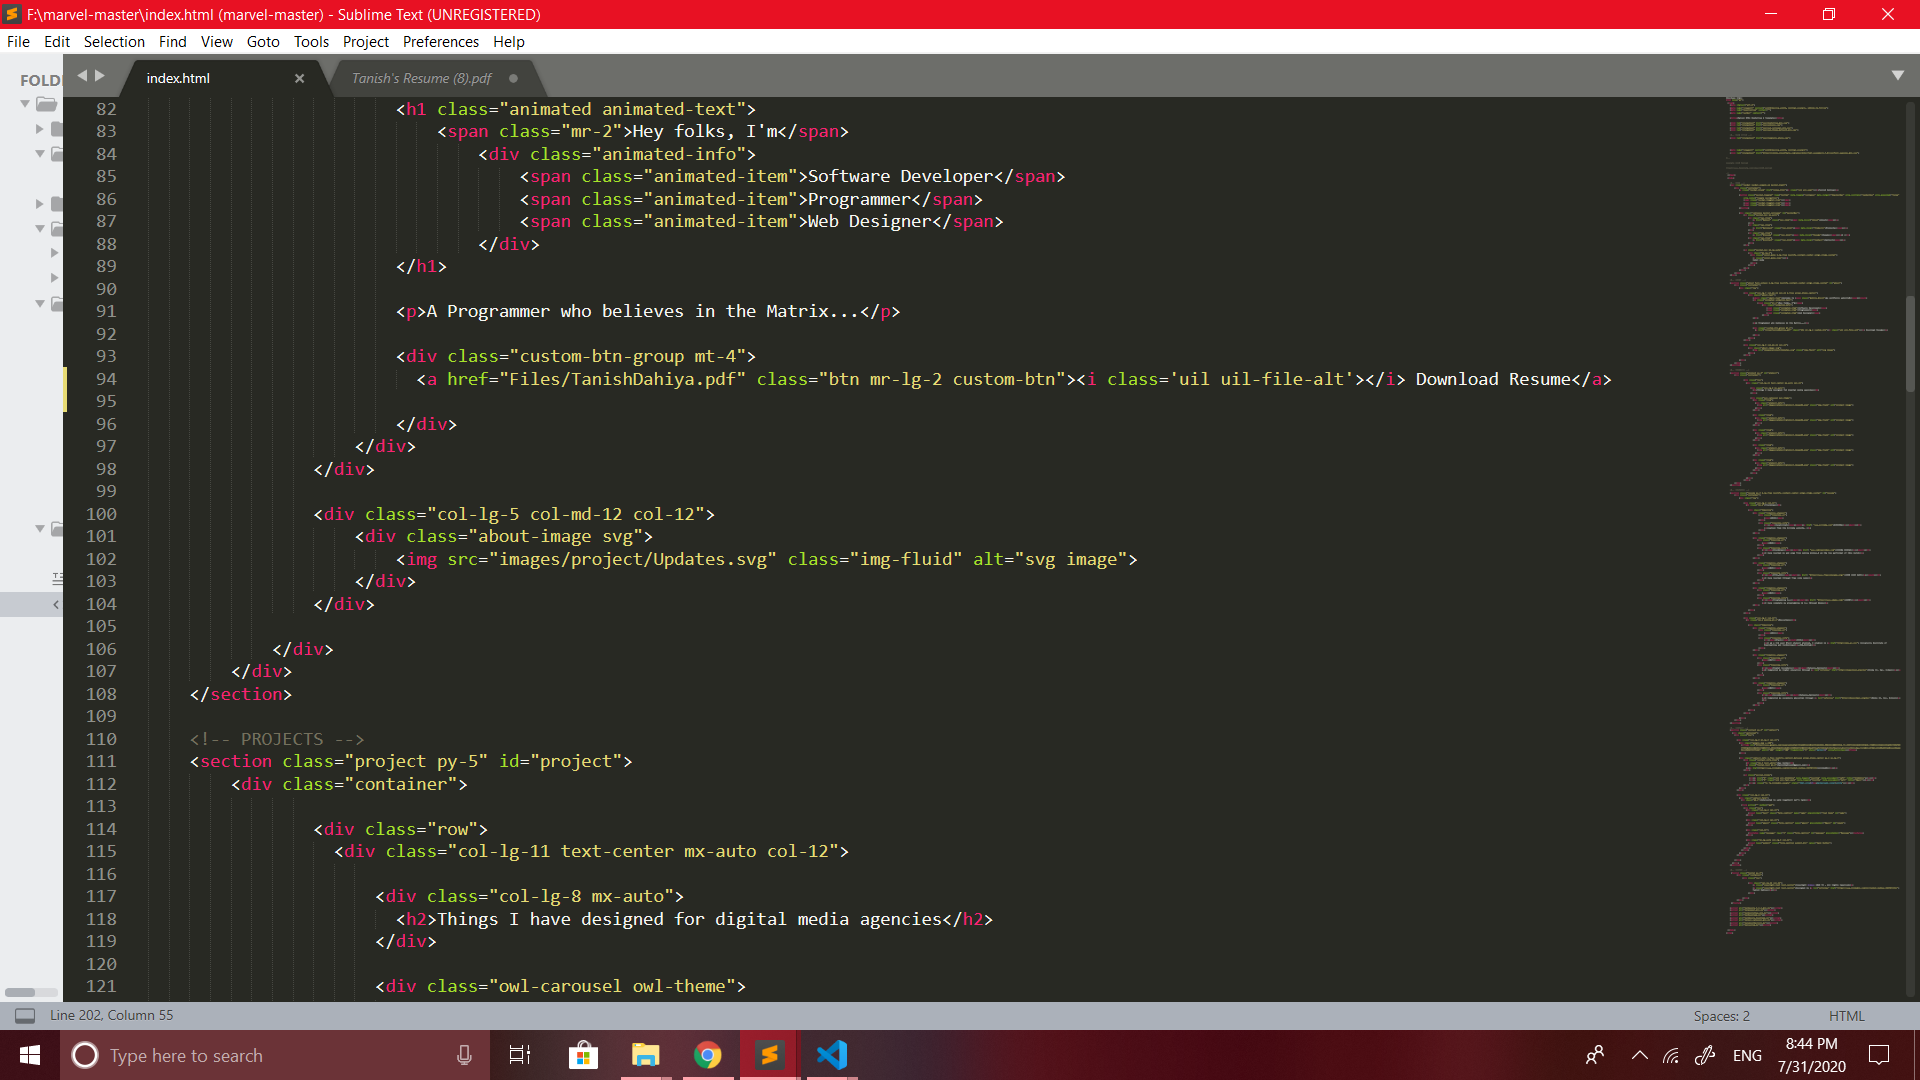 F:\marvel-master\index.html (marvel-master) - Sublime Text (UNREGISTERED)
File Edit Selection Find View Goto Tools Project Preferences Help
FOLD
index.html
Tanish's Resume (8).pdf
82 <h1 class="animated animated-text">
83 <span class="mr-2">Hey folks, I'm</span>
84 <div class="animated-info">
85 <span class="animated-item">Software Developer</span>
86 <span class="animated-item">Programmer</span>
87 <span class="animated-item">Web Designer</span>
88 </div>
89 </h1>
90
91 <p>A Programmer who believes in the Matrix...</p>
92
93 <div class="custom-btn-group mt-4">
94 <a href="Files/TanishDahiya.pdf" class="btn mr-lg-2 custom-btn"><i class='uil uil-file-alt'></i> Download Resume</a>
95
96 </div>
97 </div>
98 </div>
99
100 <div class="col-lg-5 col-md-12 col-12">
101 <div class="about-image svg">
102 <img src="images/project/Updates.svg" class="img-fluid" alt="svg image">
103 </div>
104 </div>
105
106 </div>
107 </div>
108 </section>
109
110 <!-- PROJECTS -->
111 <section class="project py-5" id="project">
112 <div class="container">
113
114 <div class="row">
115 <div class="col-lg-11 text-center mx-auto col-12">
116
117 <div class="col-lg-8 mx-auto">
118 <h2>Things I have designed for digital media agencies</h2>
119 </div>
120
121 <div class="owl-carousel owl-theme">
Line 202, Column 55
Spaces: 2
HTML
Type here to search
ENG
8:44 PM
7/31/2020